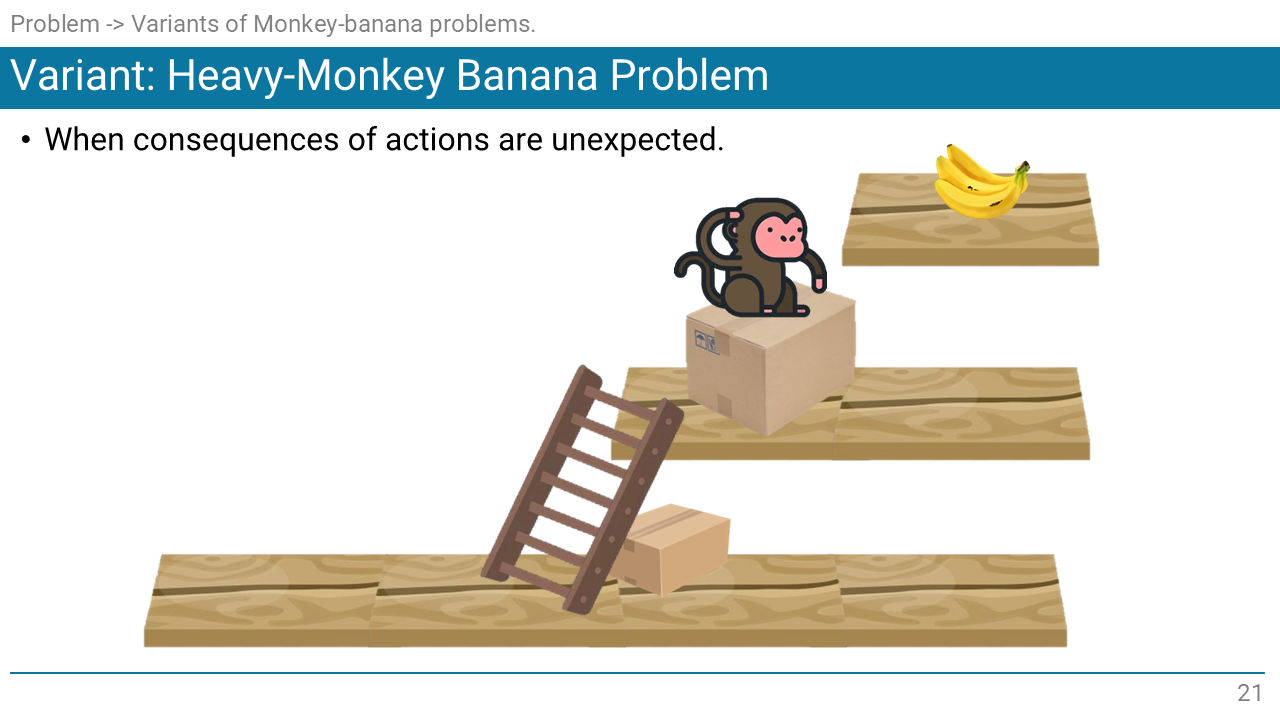 Problem -> Variants of Monkey-banana problems.
Variant: Heavy-Monkey Banana Problem
• When consequences of actions are unexpected.
21